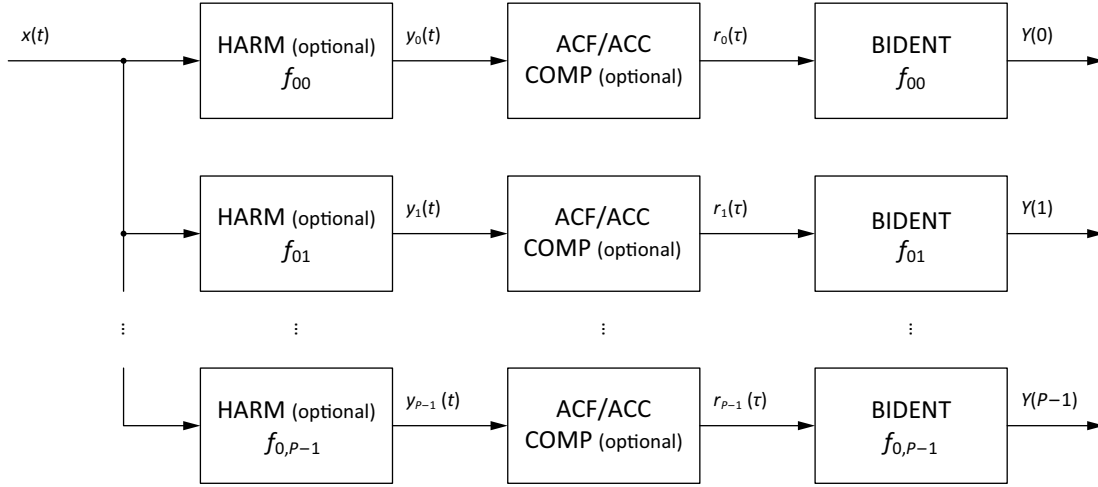 x(t)
HARM (optional)
f00
y0(t)
ACF/ACC
COMP (optional)
r0(τ)
BIDENT
f00
Y(0)
HARM (optional)
f01
y1(t)
ACF/ACC
COMP (optional)
r1(τ)
BIDENT
f01
Y(1)
⋮ ⋮ ⋮ ⋮
HARM (optional)
f0,P−1
yP−1 (t)
ACF/ACC
COMP (optional)
rP−1 (τ)
BIDENT
f0,P−1
Y(P−1)